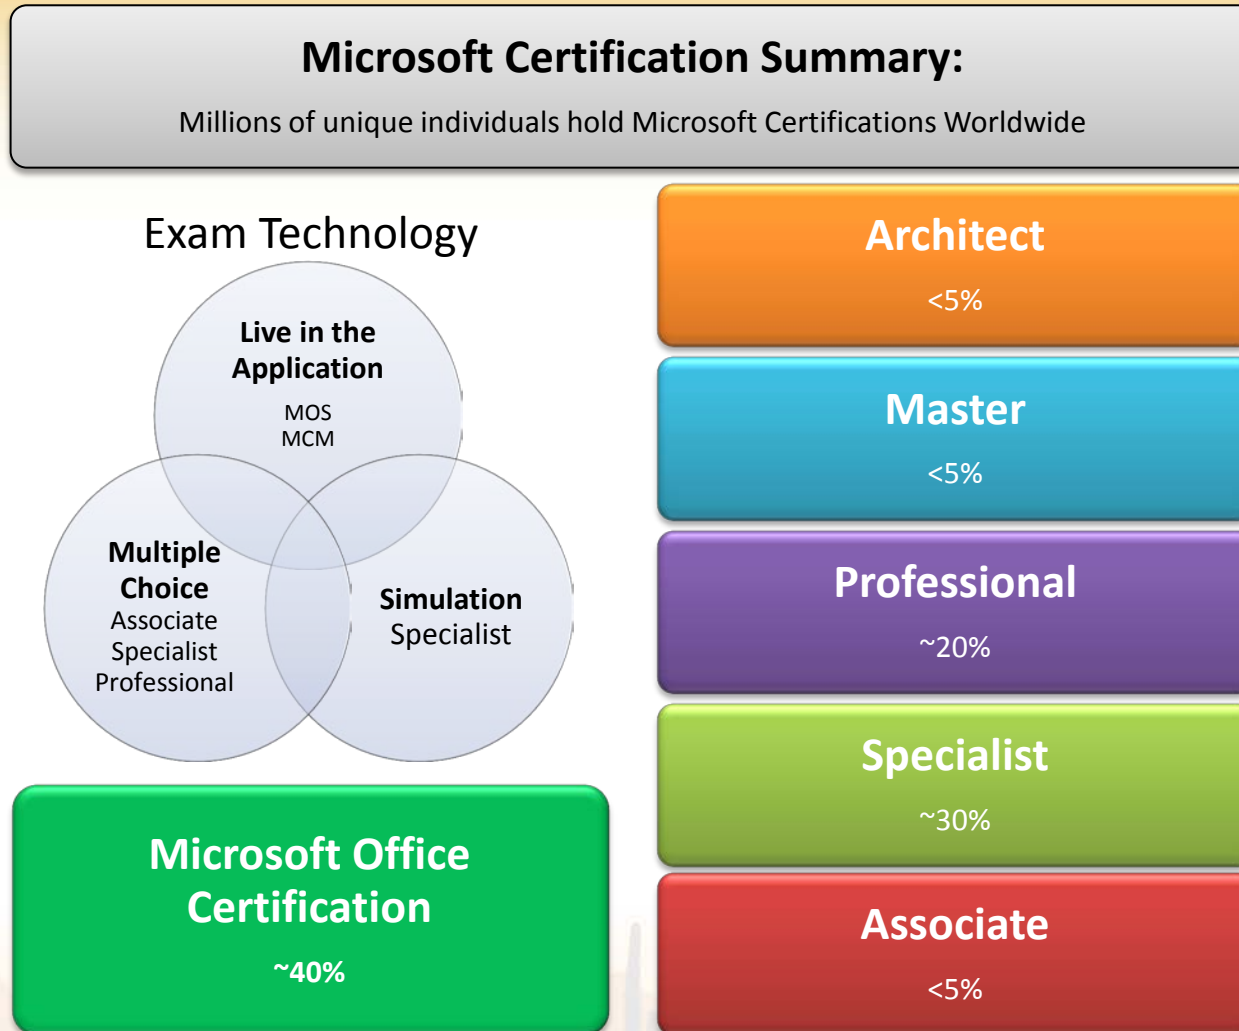 Microsoft Certification Summary:
Millions of unique individuals hold Microsoft Certifications Worldwide
Exam Technology
Live in the
Application
MOS
MCM
Multiple
Choice
Associate
Specialist
Professional
Simulation
Specialist
Microsoft Office
Certification
~40%
Architect
<5%
Master
<5%
Professional
~20%
Specialist
~30%
Associate
<5%